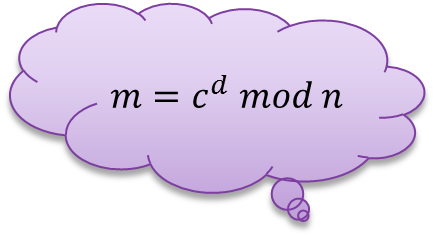 m = c^d mod n